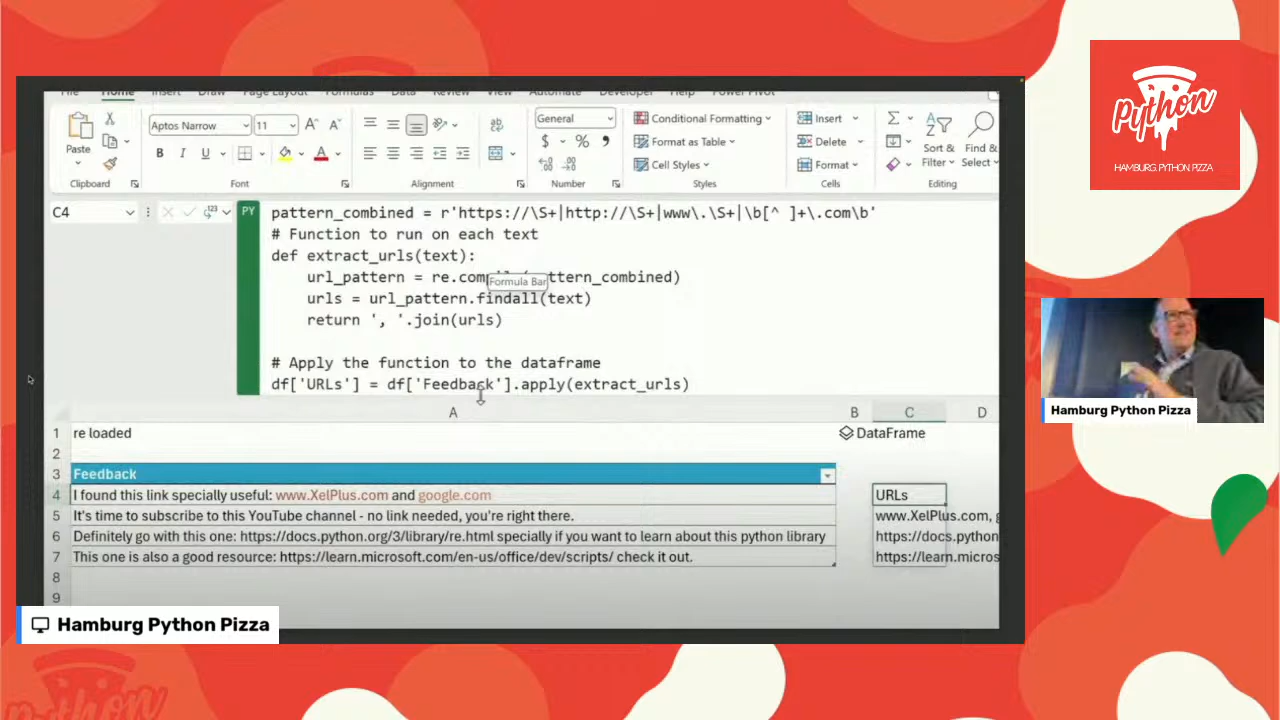 File Home Insert Draw Page Layout Formulas Data Review View Automate Developer Help Power Pivot
Paste
Clipboard
Aptos Narrow 11
B I U
Font
Alignment
General
$ % 9
Number
Conditional Formatting
Format as Table
Cell Styles
Styles
Insert
Delete
Format
Cells
Sort &
Filter
Find &
Select
Editing
C4
PY
pattern_combined = r'https://\S+|http://\S+|www\.\S+|\b[^ ]+\.com\b'
# Function to run on each text
def extract_urls(text):
url_pattern = re.com ttern_combined)
Formula Bar
urls = url_pattern.findall(text)
return ', '.join(urls)
# Apply the function to the dataframe
df['URLs'] = df['Feedback'].apply(extract_urls)
A B C D
1 re loaded DataFrame
2
3 Feedback
4 I found this link specially useful: www.XelPlus.com and google.com URLs
5 It's time to subscribe to this YouTube channel - no link needed, you're right there. www.XelPlus.com, g
6 Definitely go with this one: https://docs.python.org/3/library/re.html specially if you want to learn about this python library https://docs.python
7 This one is also a good resource: https://learn.microsoft.com/en-us/office/dev/scripts/ check it out. https://learn.micros
8
9
Hamburg Python Pizza
Python
HAMBURG.PYTHON.PIZZA
Hamburg Python Pizza
Python